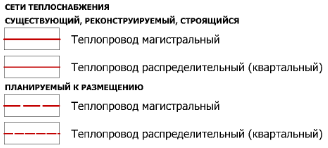 СЕТИ ТЕПЛОСНАБЖЕНИЯ
СУЩЕСТВУЮЩИЙ, РЕКОНСТРУИРУЕМЫЙ, СТРОЯЩИЙСЯ
Теплопровод магистральный
Теплопровод распределительный (квартальный)
ПЛАНИРУЕМЫЙ К РАЗМЕЩЕНИЮ
Теплопровод магистральный
Теплопровод распределительный (квартальный)